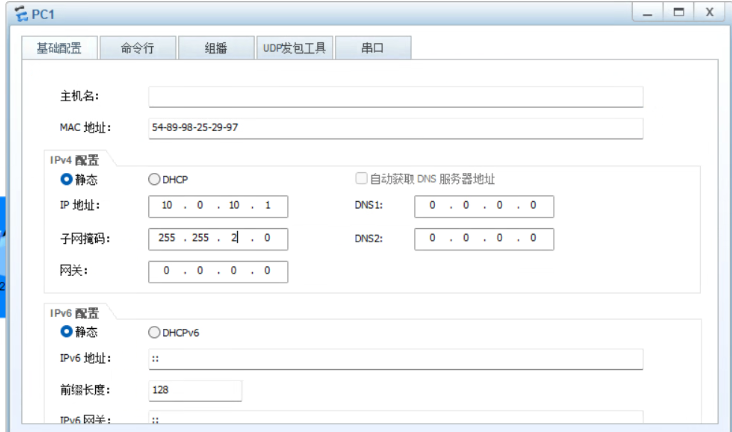 PC1
基础配置 命令行 组播 UDP发包工具 串口
主机名:
MAC 地址: 54-89-98-25-29-97
IPv4 配置
静态 DHCP 自动获取 DNS 服务器地址
IP 地址: 10 . 0 . 10 . 1 DNS1: 0 . 0 . 0 . 0
子网掩码: 255 . 255 . 2 . 0 DNS2: 0 . 0 . 0 . 0
网关: 0 . 0 . 0 . 0
IPv6 配置
静态 DHCPv6
IPv6 地址: ::
前缀长度: 128
IPv6 网关: ::